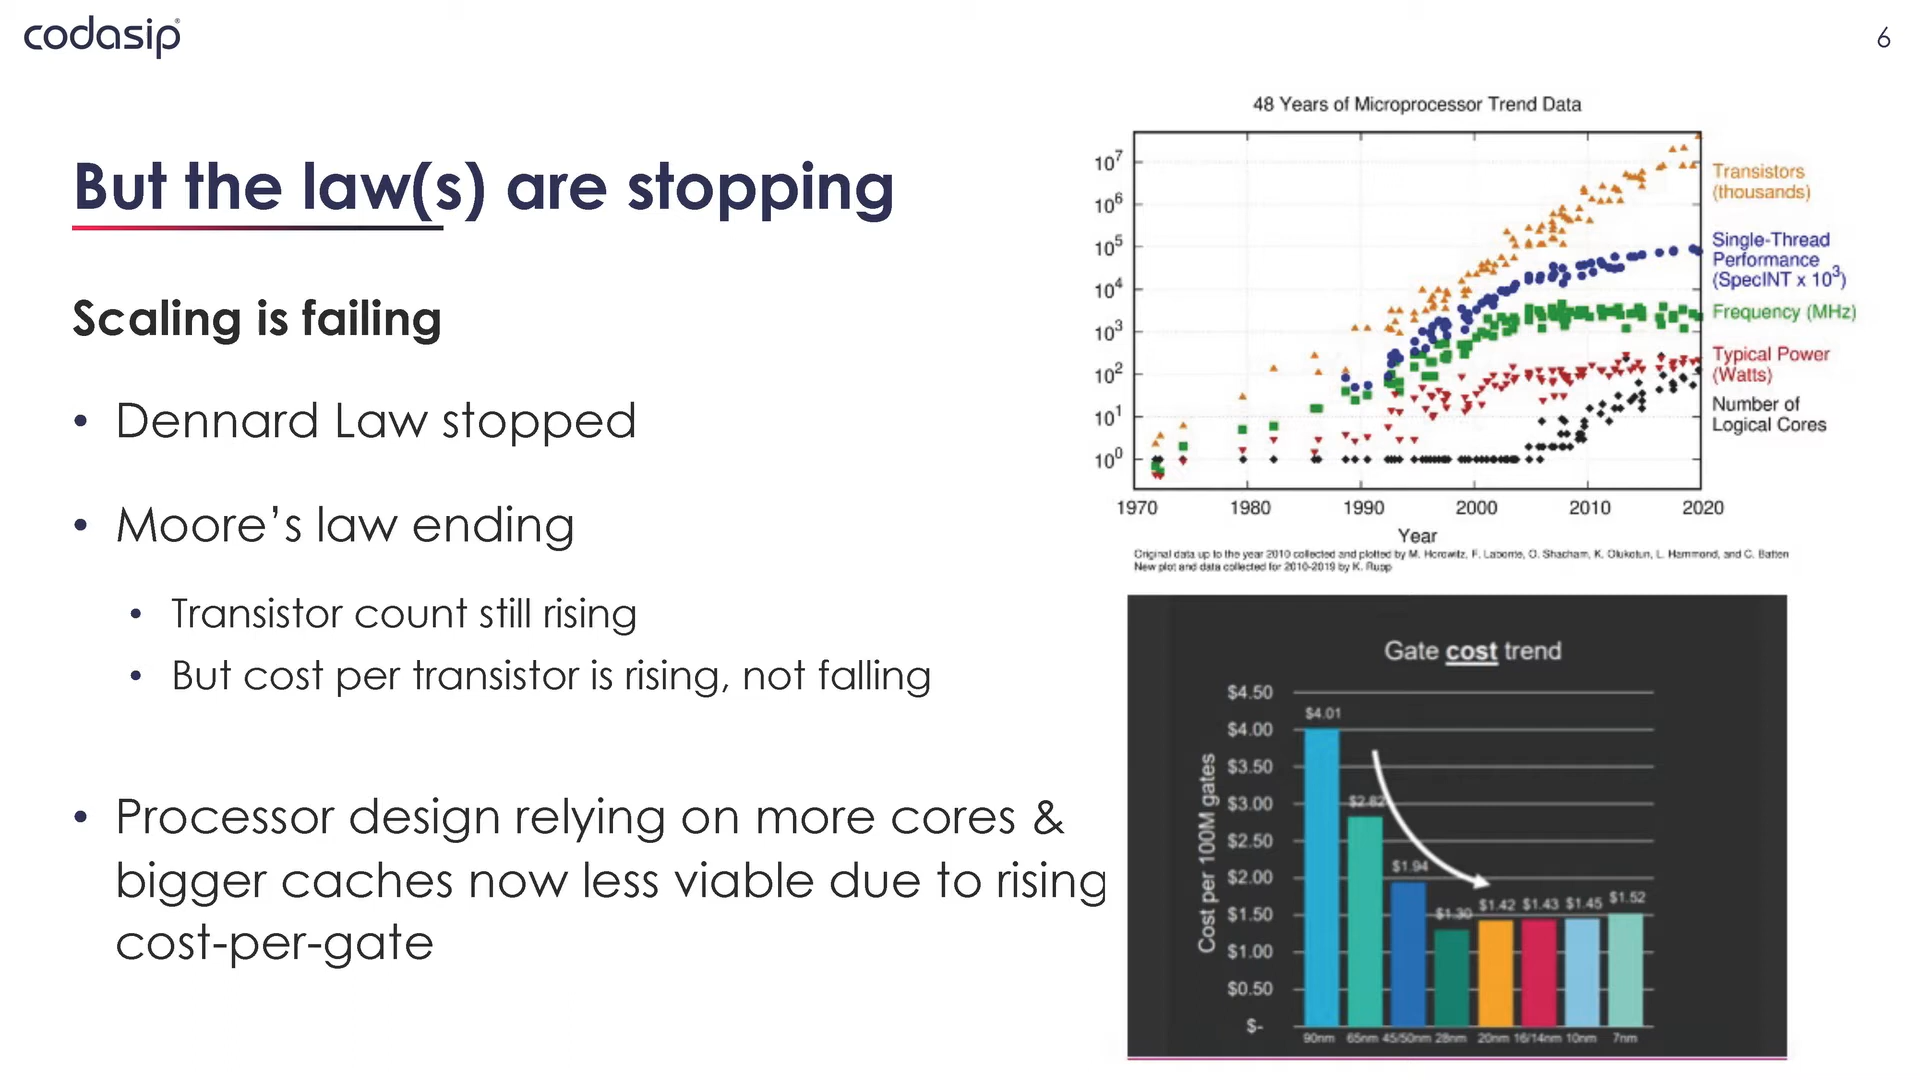 codasip
6
But the law(s) are stopping
Scaling is failing
• Dennard Law stopped
• Moore's law ending
• Transistor count still rising
• But cost per transistor is rising, not falling
• Processor design relying on more cores &
bigger caches now less viable due to rising
cost-per-gate
48 Years of Microprocessor Trend Data
10⁷
10⁶
10⁵
10⁴
10³
10²
10¹
10⁰
Transistors
(thousands)
Single-Thread
Performance
(SpecINT x 10³)
Frequency (MHz)
Typical Power
(Watts)
Number of
Logical Cores
1970 1980 1990 2000 2010 2020
Year
Original data up to the year 2010 collected and plotted by M. Horowitz, F. Labonte, O. Shacham, K. Olukotun, L. Hammond, and C. Batten
New plot and data collected for 2010-2019 by K. Rupp
Gate cost trend
Cost per 100M gates
$4.50
$4.00
$3.50
$3.00
$2.50
$2.00
$1.50
$1.00
$0.50
$-
$4.01
$2.82
$1.94
$1.30
$1.42 $1.43 $1.45 $1.52
90nm 65nm 45/50nm 28nm 20nm 16/14nm 10nm 7nm